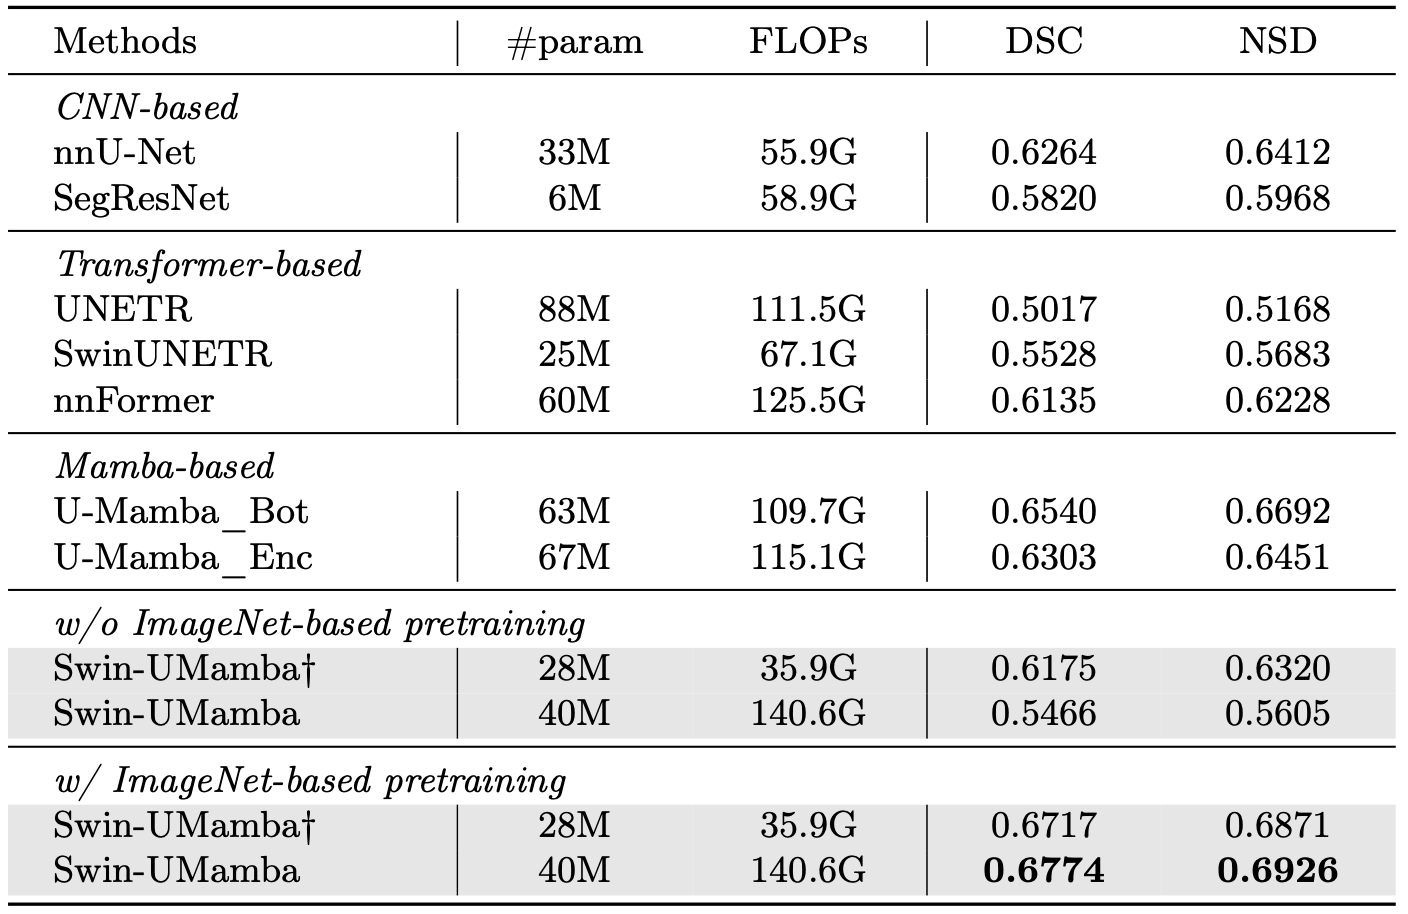 Methods #param FLOPs DSC NSD
CNN-based
nnU-Net 33M 55.9G 0.6264 0.6412
SegResNet 6M 58.9G 0.5820 0.5968
Transformer-based
UNETR 88M 111.5G 0.5017 0.5168
SwinUNETR 25M 67.1G 0.5528 0.5683
nnFormer 60M 125.5G 0.6135 0.6228
Mamba-based
U-Mamba_Bot 63M 109.7G 0.6540 0.6692
U-Mamba_Enc 67M 115.1G 0.6303 0.6451
w/o ImageNet-based pretraining
Swin-UMamba† 28M 35.9G 0.6175 0.6320
Swin-UMamba 40M 140.6G 0.5466 0.5605
w/ ImageNet-based pretraining
Swin-UMamba† 28M 35.9G 0.6717 0.6871
Swin-UMamba 40M 140.6G 0.6774 0.6926